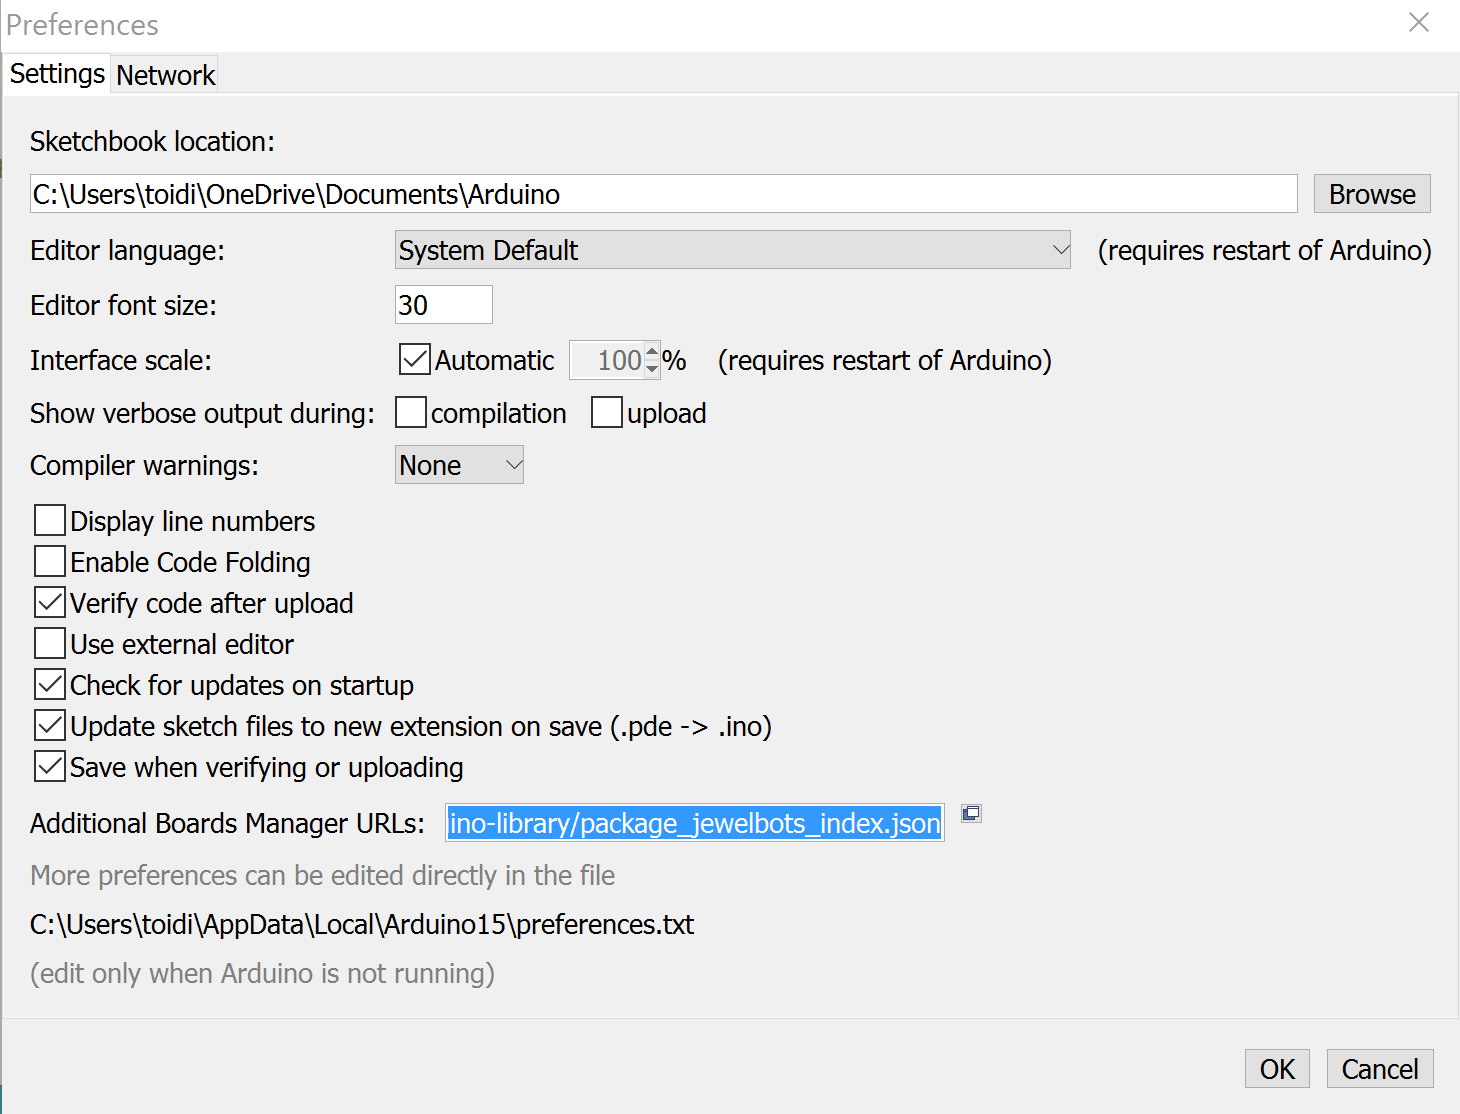 Preferences
Settings Network
Sketchbook location:
C:\Users\toidi\OneDrive\Documents\Arduino Browse
Editor language: System Default (requires restart of Arduino)
Editor font size: 30
Interface scale: Automatic 100 % (requires restart of Arduino)
Show verbose output during: compilation upload
Compiler warnings: None
Display line numbers
Enable Code Folding
Verify code after upload
Use external editor
Check for updates on startup
Update sketch files to new extension on save (.pde -> .ino)
Save when verifying or uploading
Additional Boards Manager URLs: ino-library/package_jewelbots_index.json
More preferences can be edited directly in the file
C:\Users\toidi\AppData\Local\Arduino15\preferences.txt
(edit only when Arduino is not running)
OK Cancel